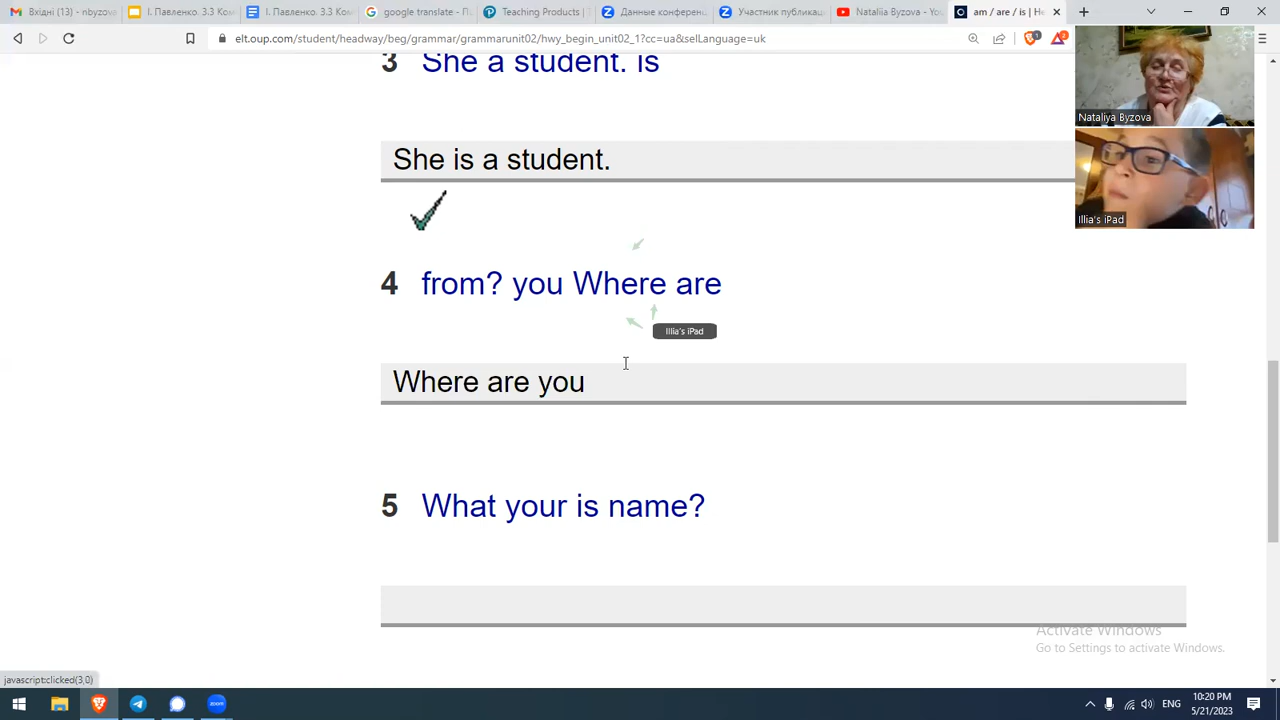 Вхідні (13) - nbyzova
І. Павленко. 3.3 Ком
І. Павленко. 3.3 Ком
google translate - П
Teaching Products | 
Данные конферен
Участник публикац
Nataliia Byzova - Yo
am / are / is | He
elt.oup.com/student/headway/beg/grammar/grammarunit02/hwy_begin_unit02_1?cc=ua&selLanguage=uk
3 She a student. is
She is a student.
4 from? you Where are
Illia's iPad
Where are you
5 What your is name?
Nataliya Byzova
Illia's iPad
Activate Windows
Go to Settings to activate Windows.
javascript:clicked(3,0)
ENG
10:20 PM
5/21/2023